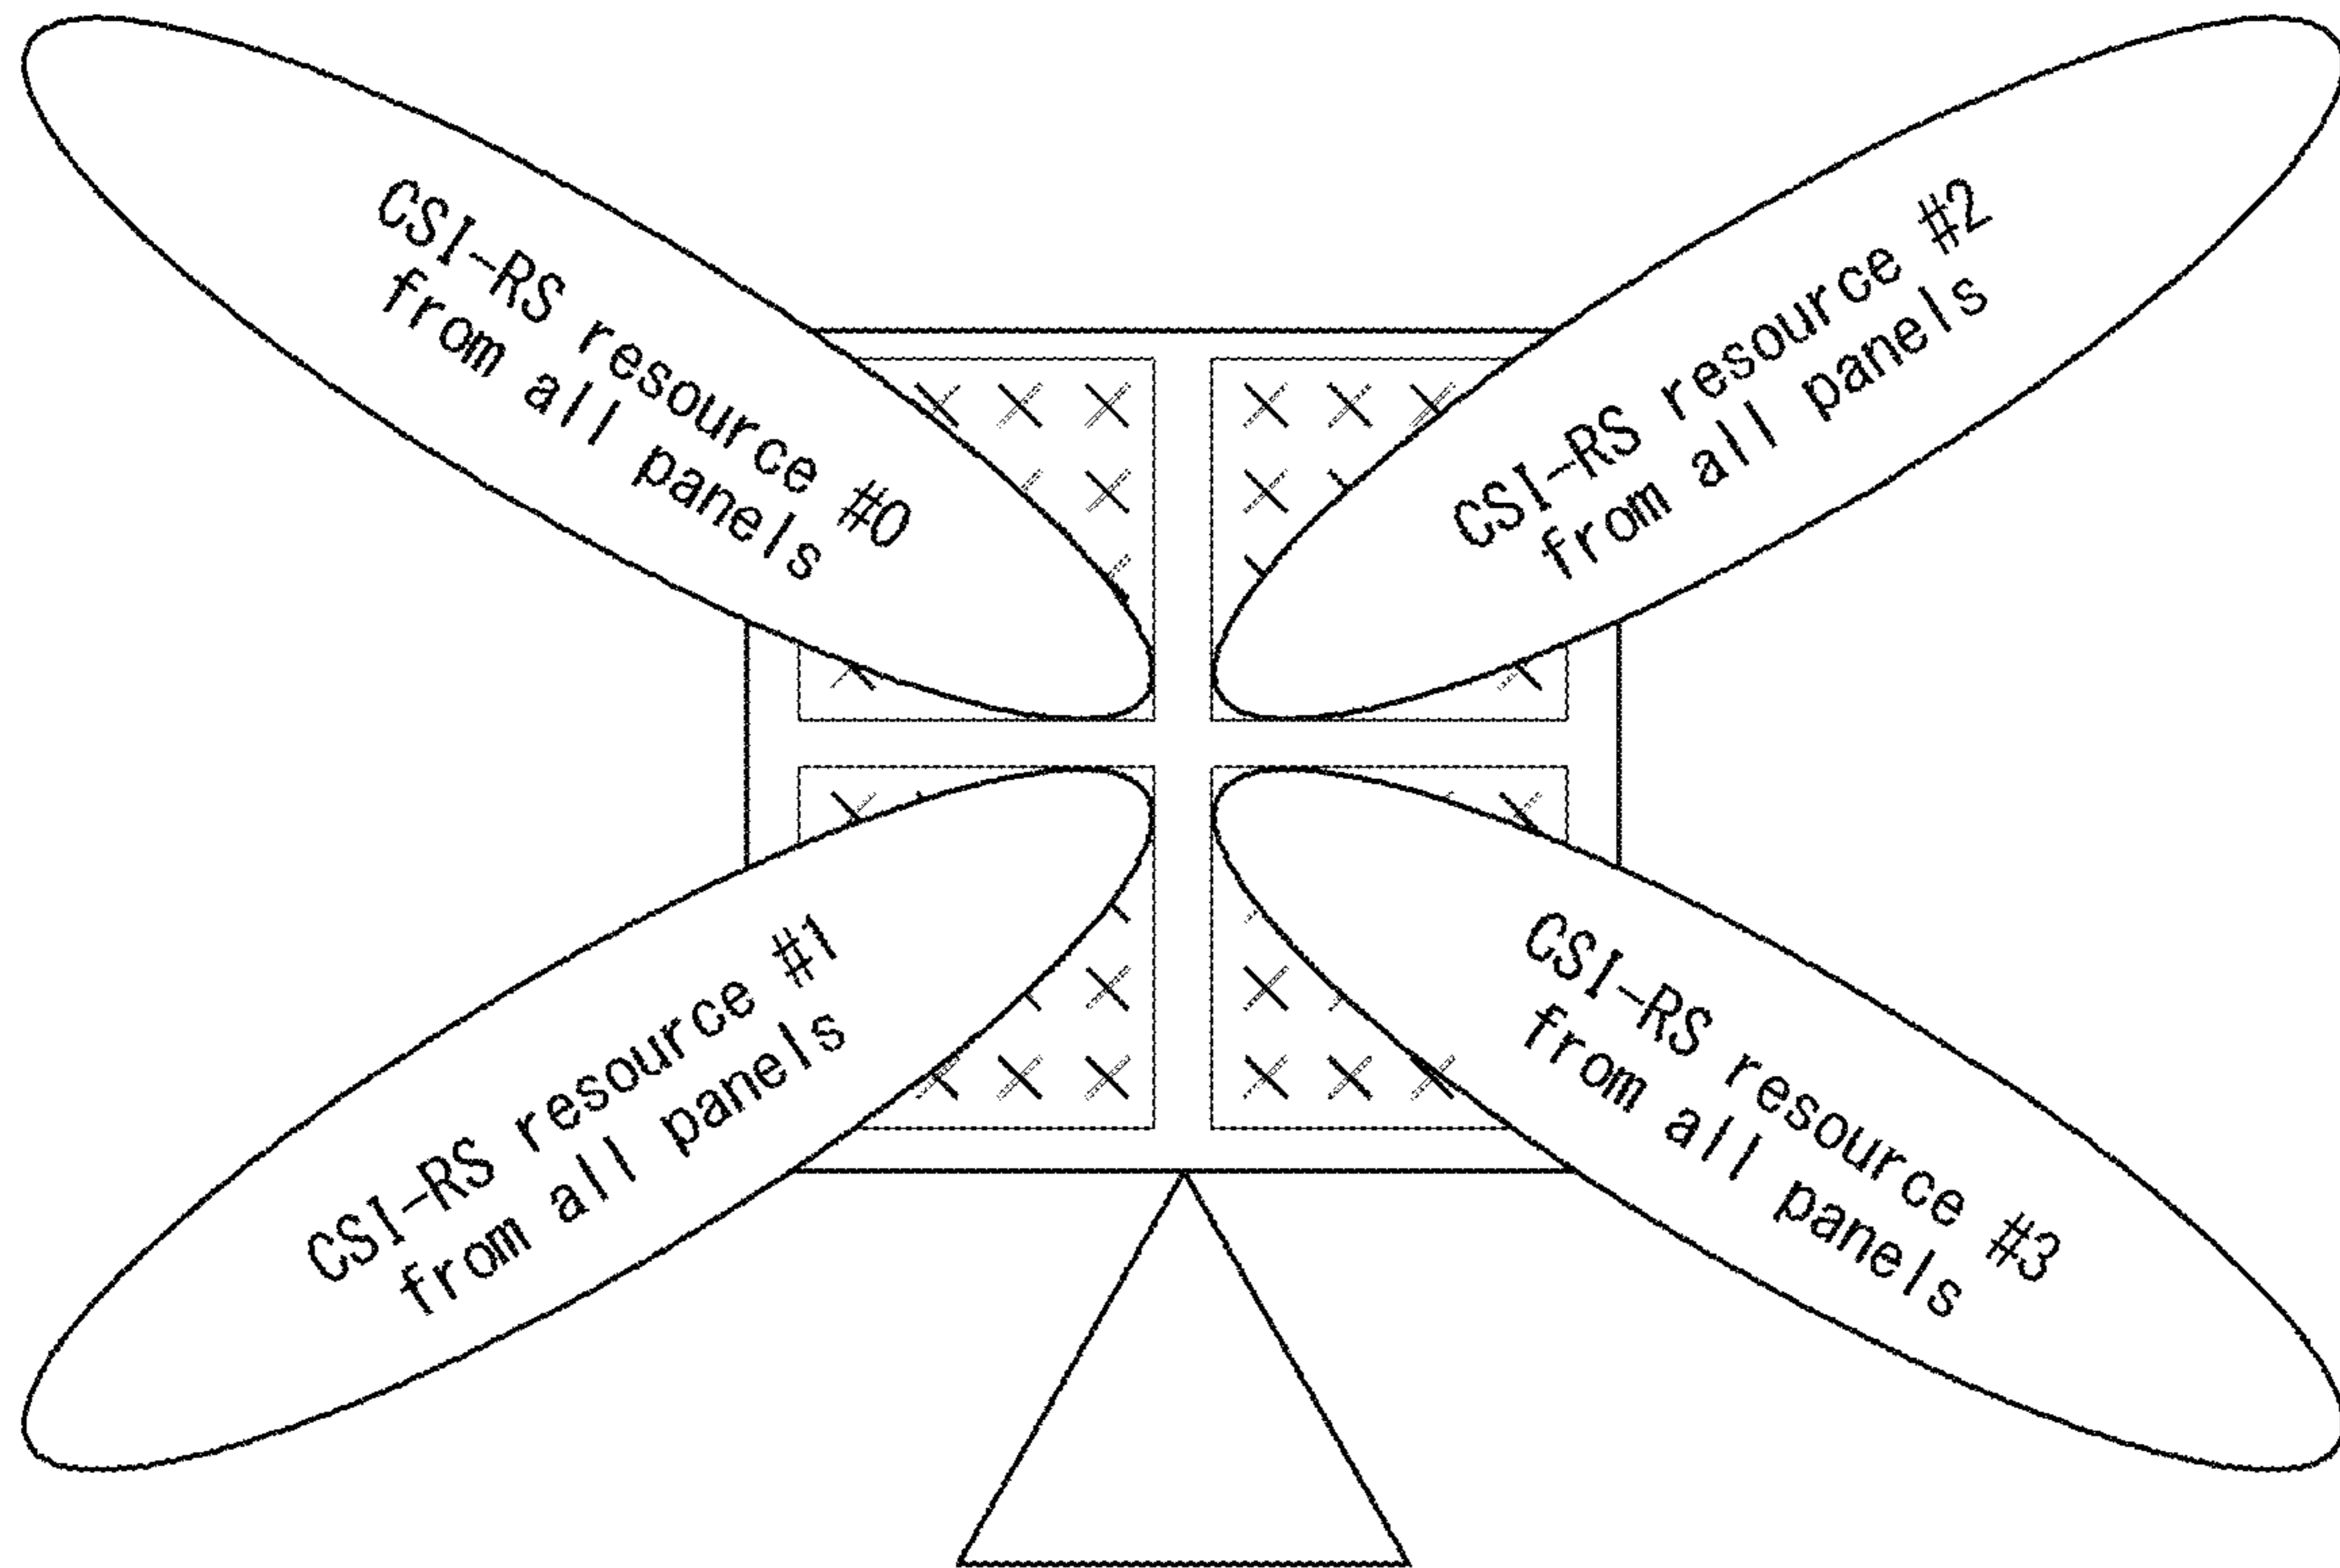 CSI-RS resource #0
from all panels
CSI-RS resource #2
from all panels
CSI-RS resource #1
from all panels
CSI-RS resource #3
from all panels